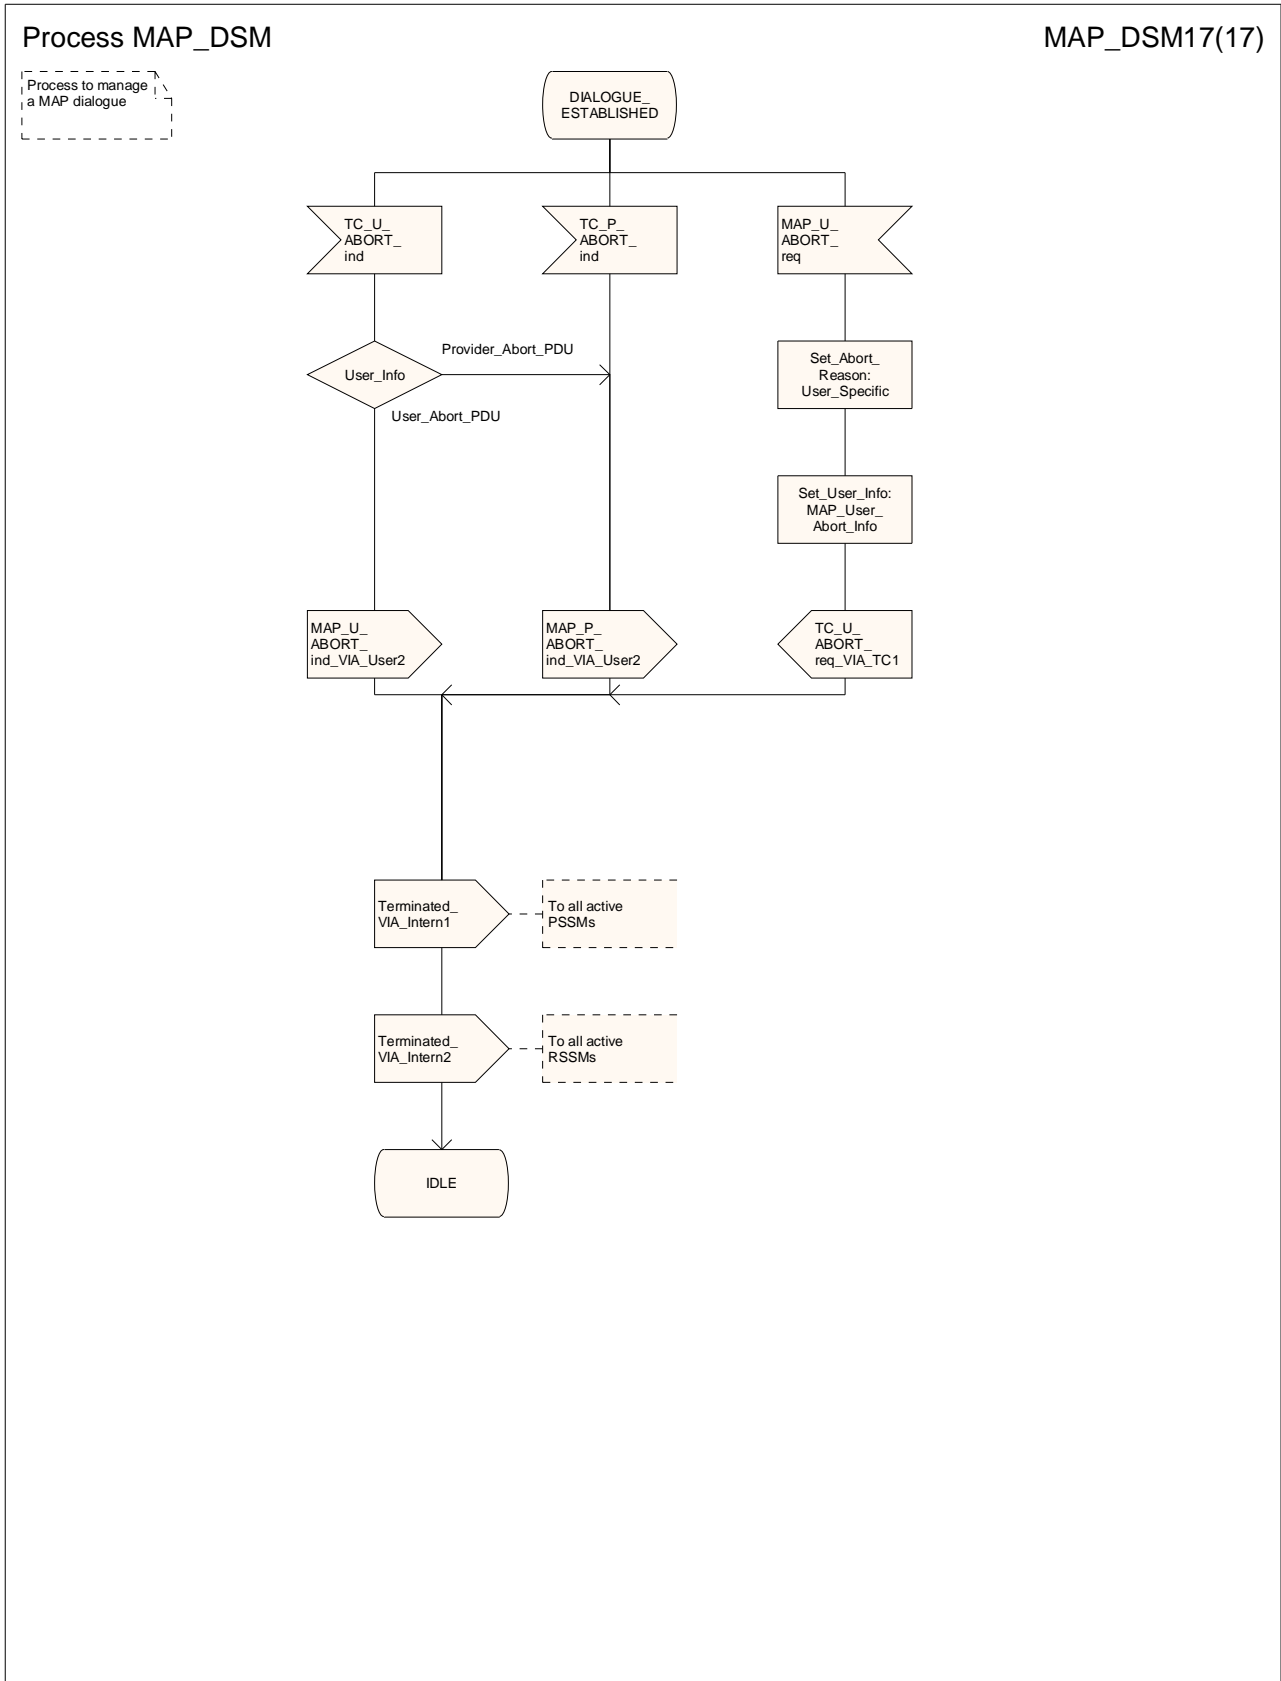 Process MAP_DSM
MAP_DSM17(17)
Process to manage
a MAP dialogue
DIALOGUE_
ESTABLISHED
TC_U_
ABORT_
ind
TC_P_
ABORT_
ind
MAP_U_
ABORT_
req
User_Info
Provider_Abort_PDU
User_Abort_PDU
Set_Abort_
Reason:
User_Specific
Set_User_Info:
MAP_User_
Abort_Info
MAP_U_
ABORT_
ind_VIA_User2
MAP_P_
ABORT_
ind_VIA_User2
TC_U_
ABORT_
req_VIA_TC1
Terminated_
VIA_Intern1
To all active
PSSMs
Terminated_
VIA_Intern2
To all active
RSSMs
IDLE